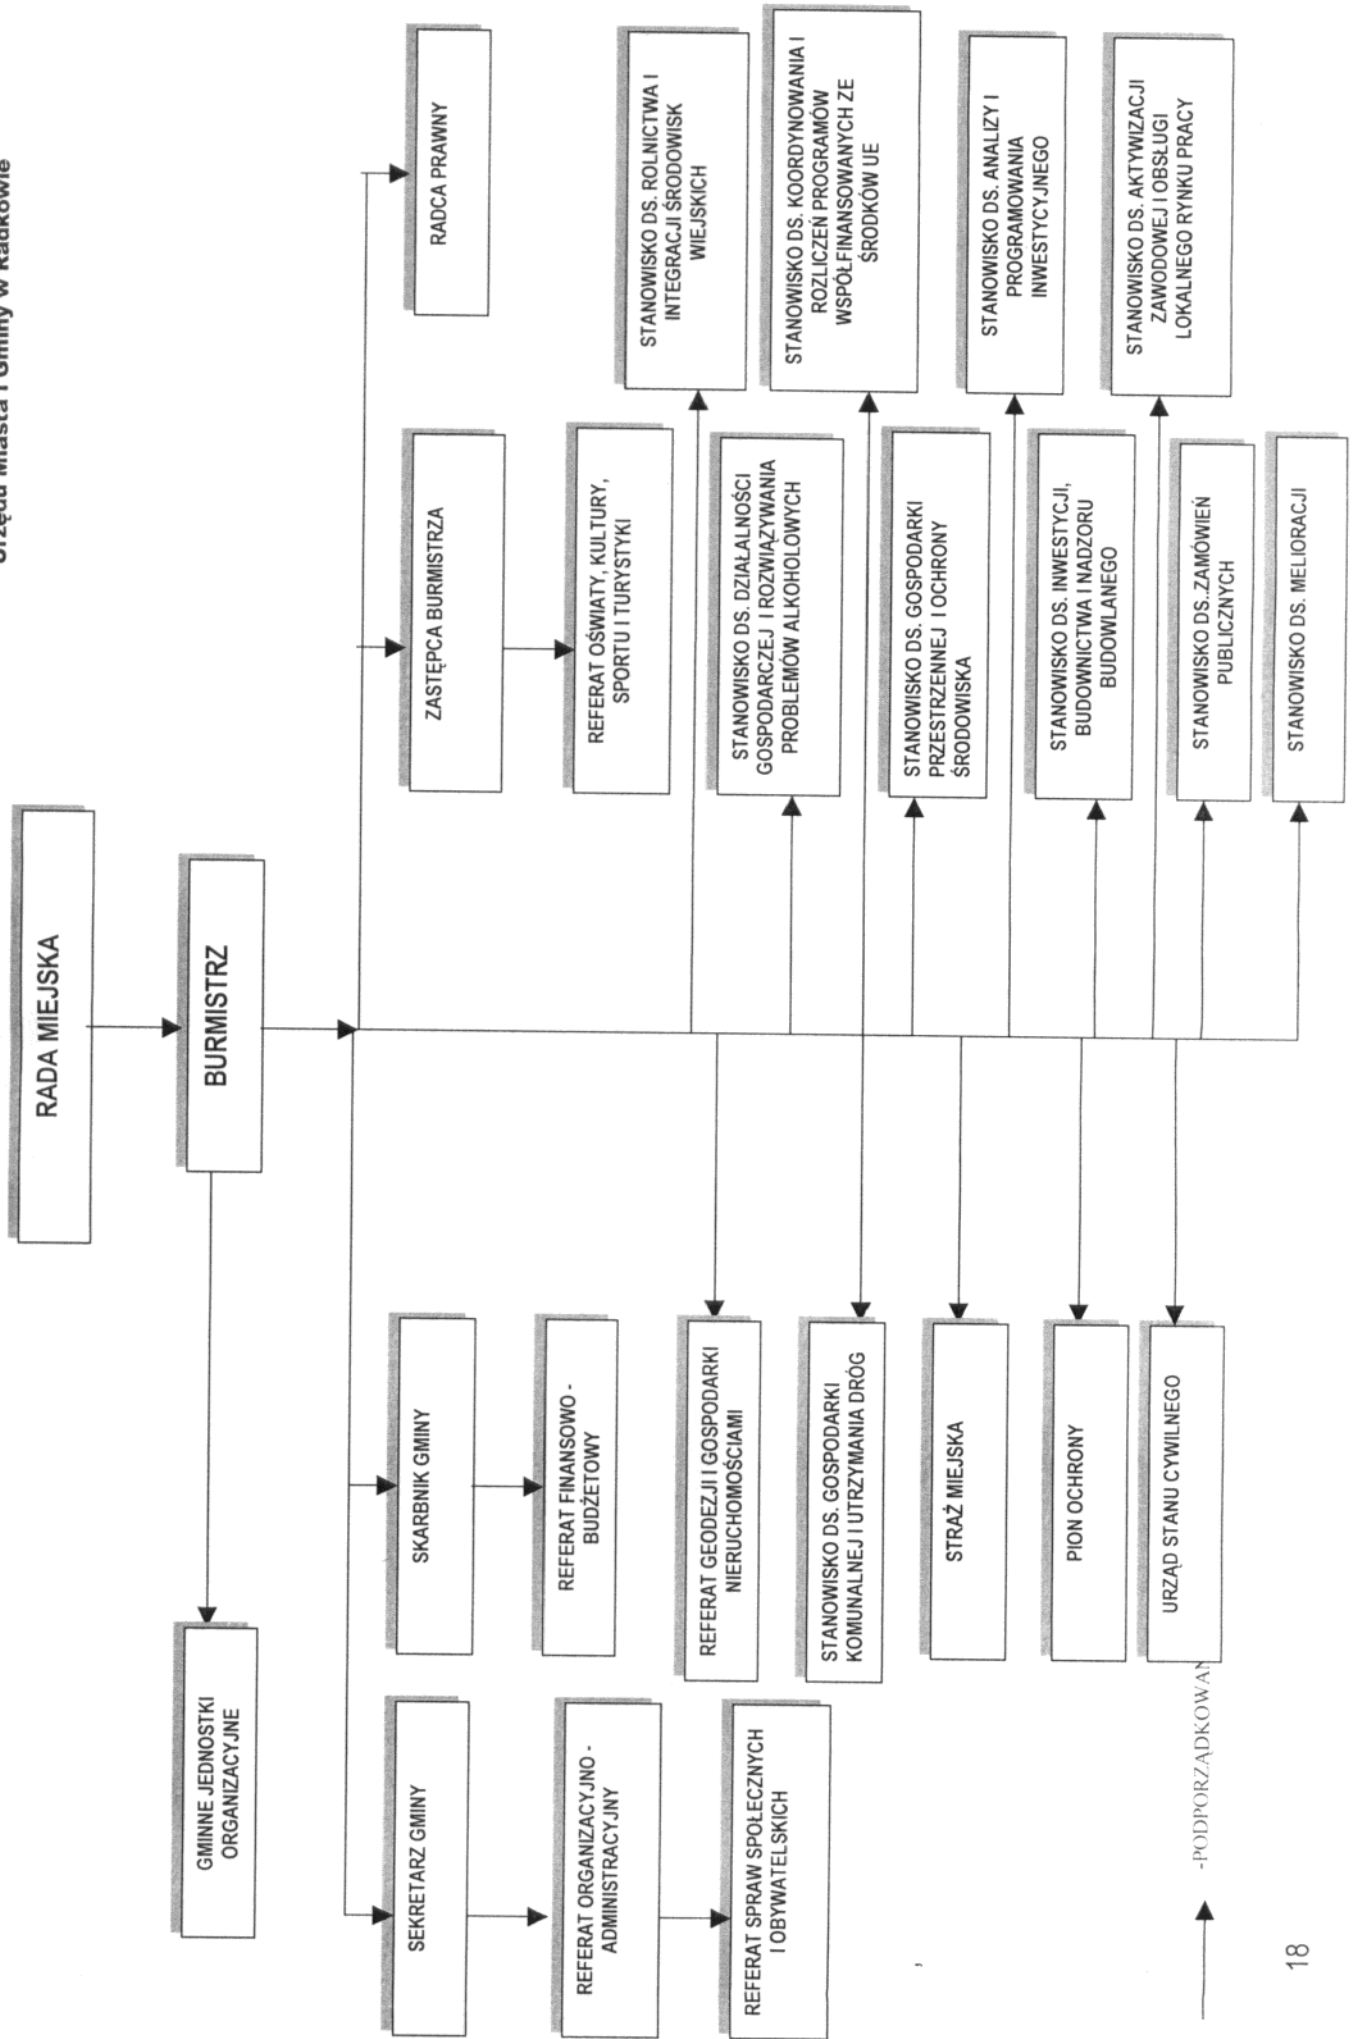 Urzędu Miasta i Gminy w Radkowie
RADA MIEJSKA
BURMISTRZ
GMINNE JEDNOSTKI
ORGANIZACYJNE
SEKRETARZ GMINY
SKARBNIK GMINY
ZASTĘPCA BURMISTRZA
RADCA PRAWNY
REFERAT ORGANIZACYJNO -
ADMINISTRACYJNY
REFERAT FINANSOWO -
BUDŻETOWY
REFERAT OŚWIATY, KULTURY,
SPORTU I TURYSTYKI
REFERAT SPRAW SPOŁECZNYCH
I OBYWATELSKICH
REFERAT GEODEZJI I GOSPODARKI
NIERUCHOMOŚCIAMI
STANOWISKO DS. DZIAŁALNOŚCI
GOSPODARCZEJ I ROZWIĄZYWANIA
PROBLEMÓW ALKOHOLOWYCH
STANOWISKO DS. ROLNICTWA I
INTEGRACJI ŚRODOWISK
WIEJSKICH
STANOWISKO DS. GOSPODARKI
KOMUNALNEJ I UTRZYMANIA DRÓG
STANOWISKO DS. GOSPODARKI
PRZESTRZENNEJ I OCHRONY
ŚRODOWISKA
STANOWISKO DS. KOORDYNOWANIA I
ROZLICZEŃ PROGRAMÓW
WSPÓŁFINANSOWANYCH ZE
ŚRODKÓW UE
STRAŻ MIEJSKA
STANOWISKO DS. INWESTYCJI,
BUDOWNICTWA I NADZORU
BUDOWLANEGO
STANOWISKO DS. ANALIZY I
PROGRAMOWANIA
INWESTYCYJNEGO
PION OCHRONY
STANOWISKO DS.ZAMÓWIEŃ
PUBLICZNYCH
STANOWISKO DS. AKTYWIZACJI
ZAWODOWEJ I OBSŁUGI
LOKALNEGO RYNKU PRACY
URZĄD STANU CYWILNEGO
STANOWISKO DS. MELIORACJI
-PODPORZĄDKOWAN
18